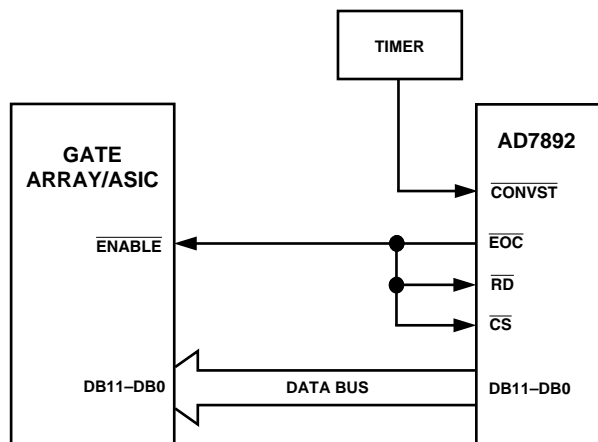 TIMER
GATE
ARRAY/ASIC
AD7892
CONVST
ENABLE
EOC
RD
CS
DB11–DB0
DATA BUS
DB11–DB0